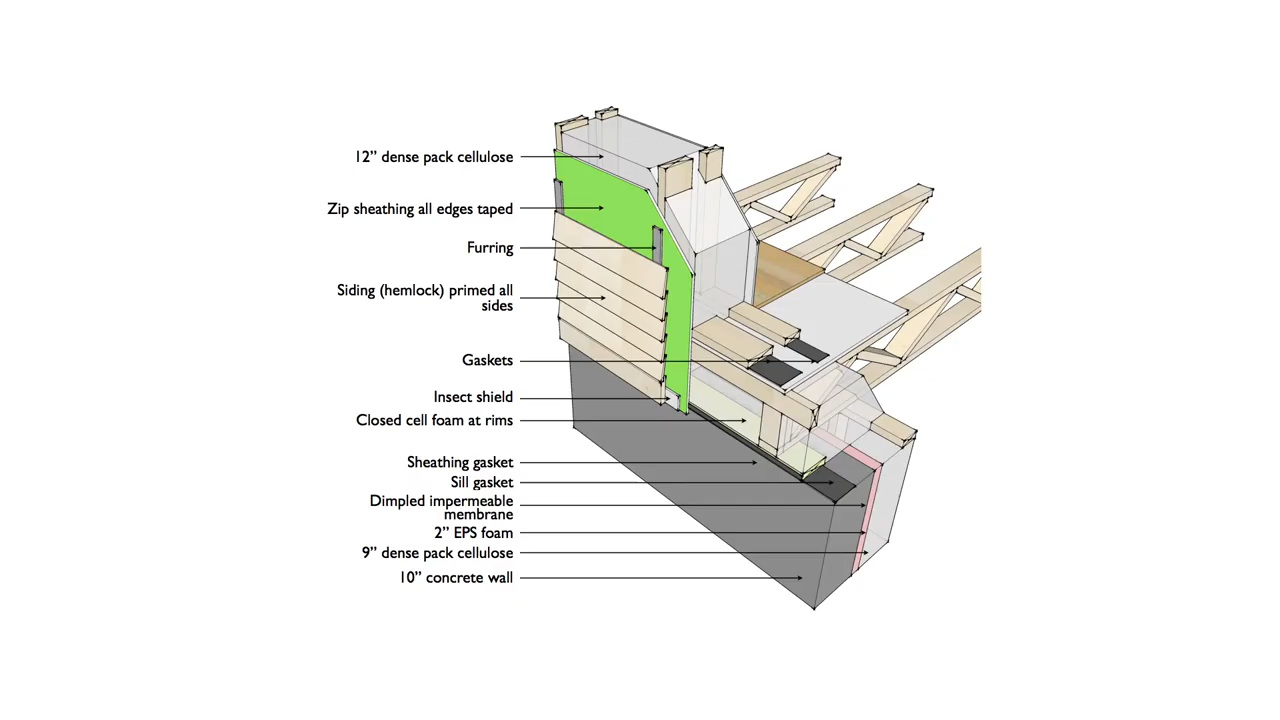 12” dense pack cellulose
Zip sheathing all edges taped
Furring
Siding (hemlock) primed all
sides
Gaskets
Insect shield
Closed cell foam at rims
Sheathing gasket
Sill gasket
Dimpled impermeable
membrane
2” EPS foam
9” dense pack cellulose
10” concrete wall